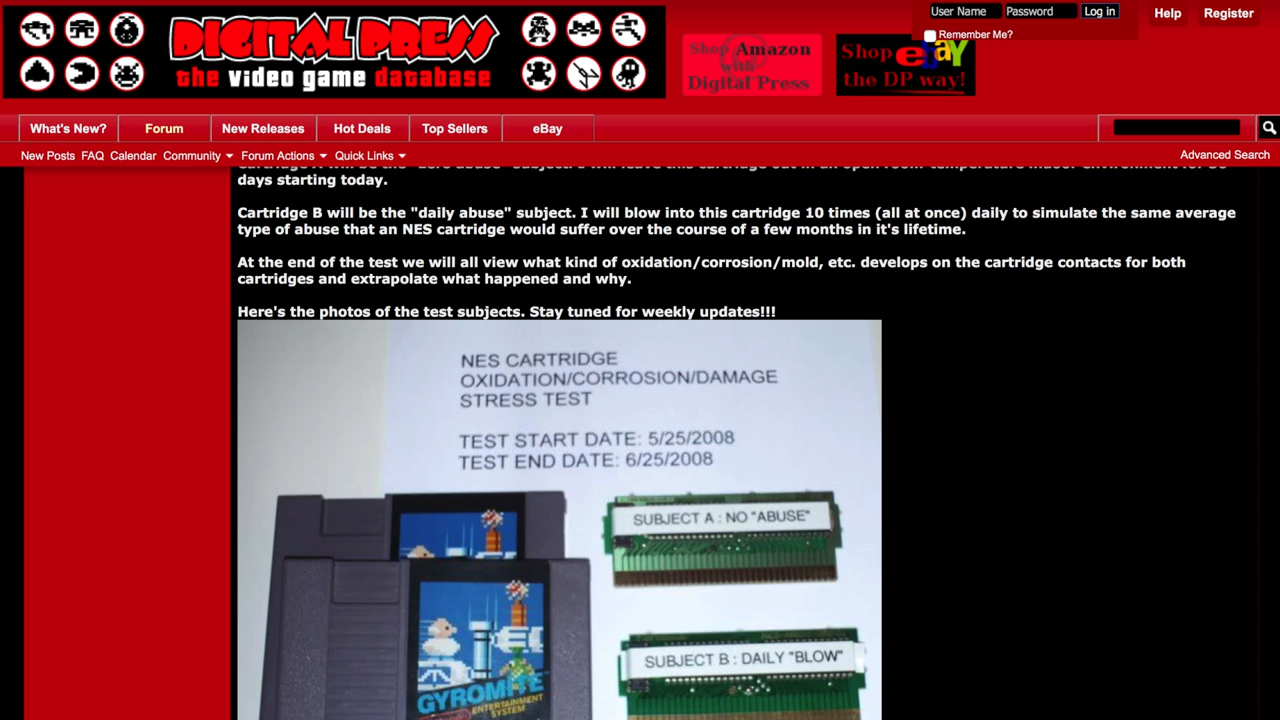 DIGITAL PRESS
the video game database
Shop Amazon
with
Digital Press
Shop ebay
the DP way!
User Name
Password
Log in
Remember Me?
Help
Register
What's New?
Forum
New Releases
Hot Deals
Top Sellers
eBay
New Posts
FAQ
Calendar
Community
Forum Actions
Quick Links
Advanced Search
days starting today.
Cartridge B will be the "daily abuse" subject. I will blow into this cartridge 10 times (all at once) daily to simulate the same average
type of abuse that an NES cartridge would suffer over the course of a few months in it's lifetime.
At the end of the test we will all view what kind of oxidation/corrosion/mold, etc. develops on the cartridge contacts for both
cartridges and extrapolate what happened and why.
Here's the photos of the test subjects. Stay tuned for weekly updates!!!
NES CARTRIDGE
OXIDATION/CORROSION/DAMAGE
STRESS TEST
TEST START DATE: 5/25/2008
TEST END DATE: 6/25/2008
SUBJECT A : NO "ABUSE"
SUBJECT B : DAILY "BLOW"
GYROMITE
ENTERTAINMENT
SYSTEM